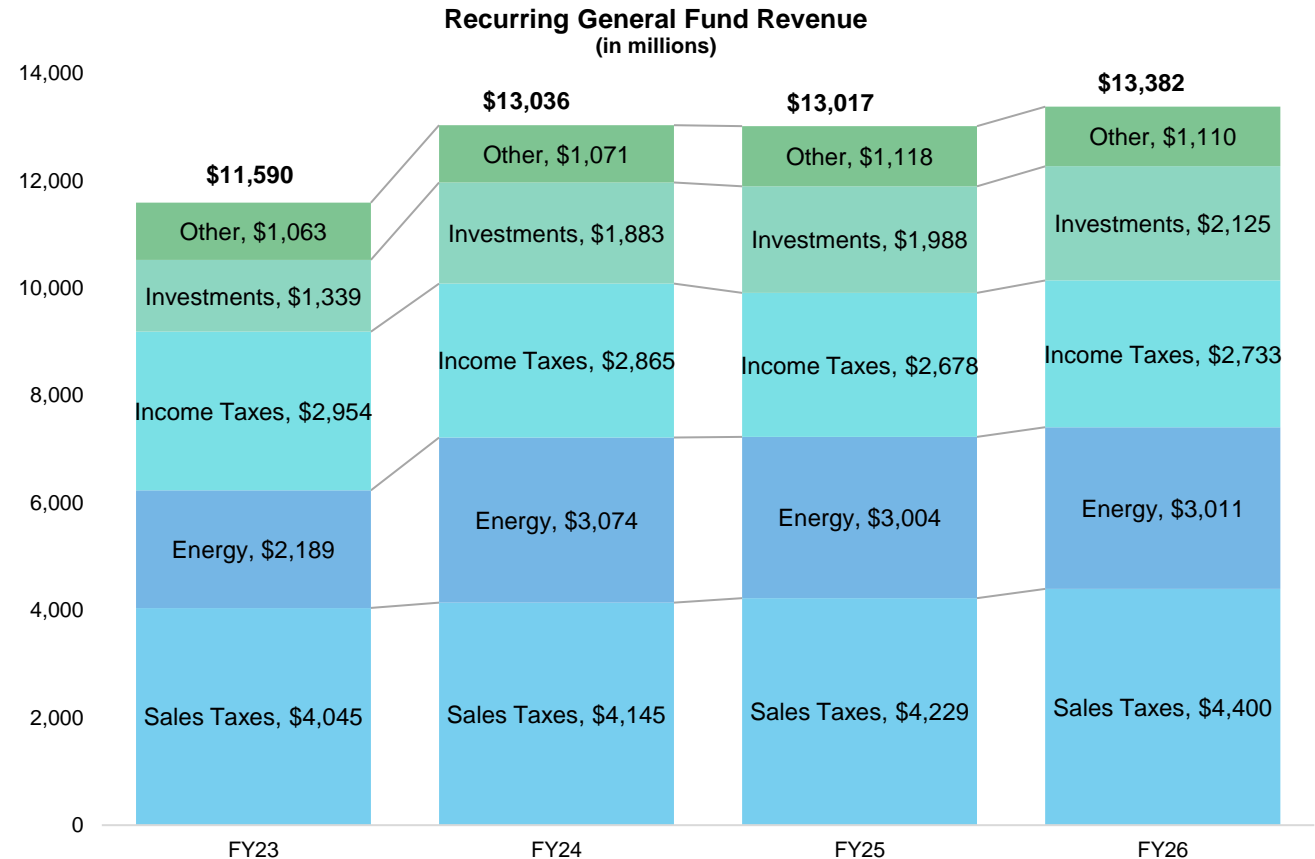 Recurring General Fund Revenue
(in millions)
14,000
12,000
10,000
8,000
6,000
4,000
2,000
0
$11,590
Other, $1,063
Investments, $1,339
Income Taxes, $2,954
Energy, $2,189
Sales Taxes, $4,045
FY23
$13,036
Other, $1,071
Investments, $1,883
Income Taxes, $2,865
Energy, $3,074
Sales Taxes, $4,145
FY24
$13,017
Other, $1,118
Investments, $1,988
Income Taxes, $2,678
Energy, $3,004
Sales Taxes, $4,229
FY25
$13,382
Other, $1,110
Investments, $2,125
Income Taxes, $2,733
Energy, $3,011
Sales Taxes, $4,400
FY26